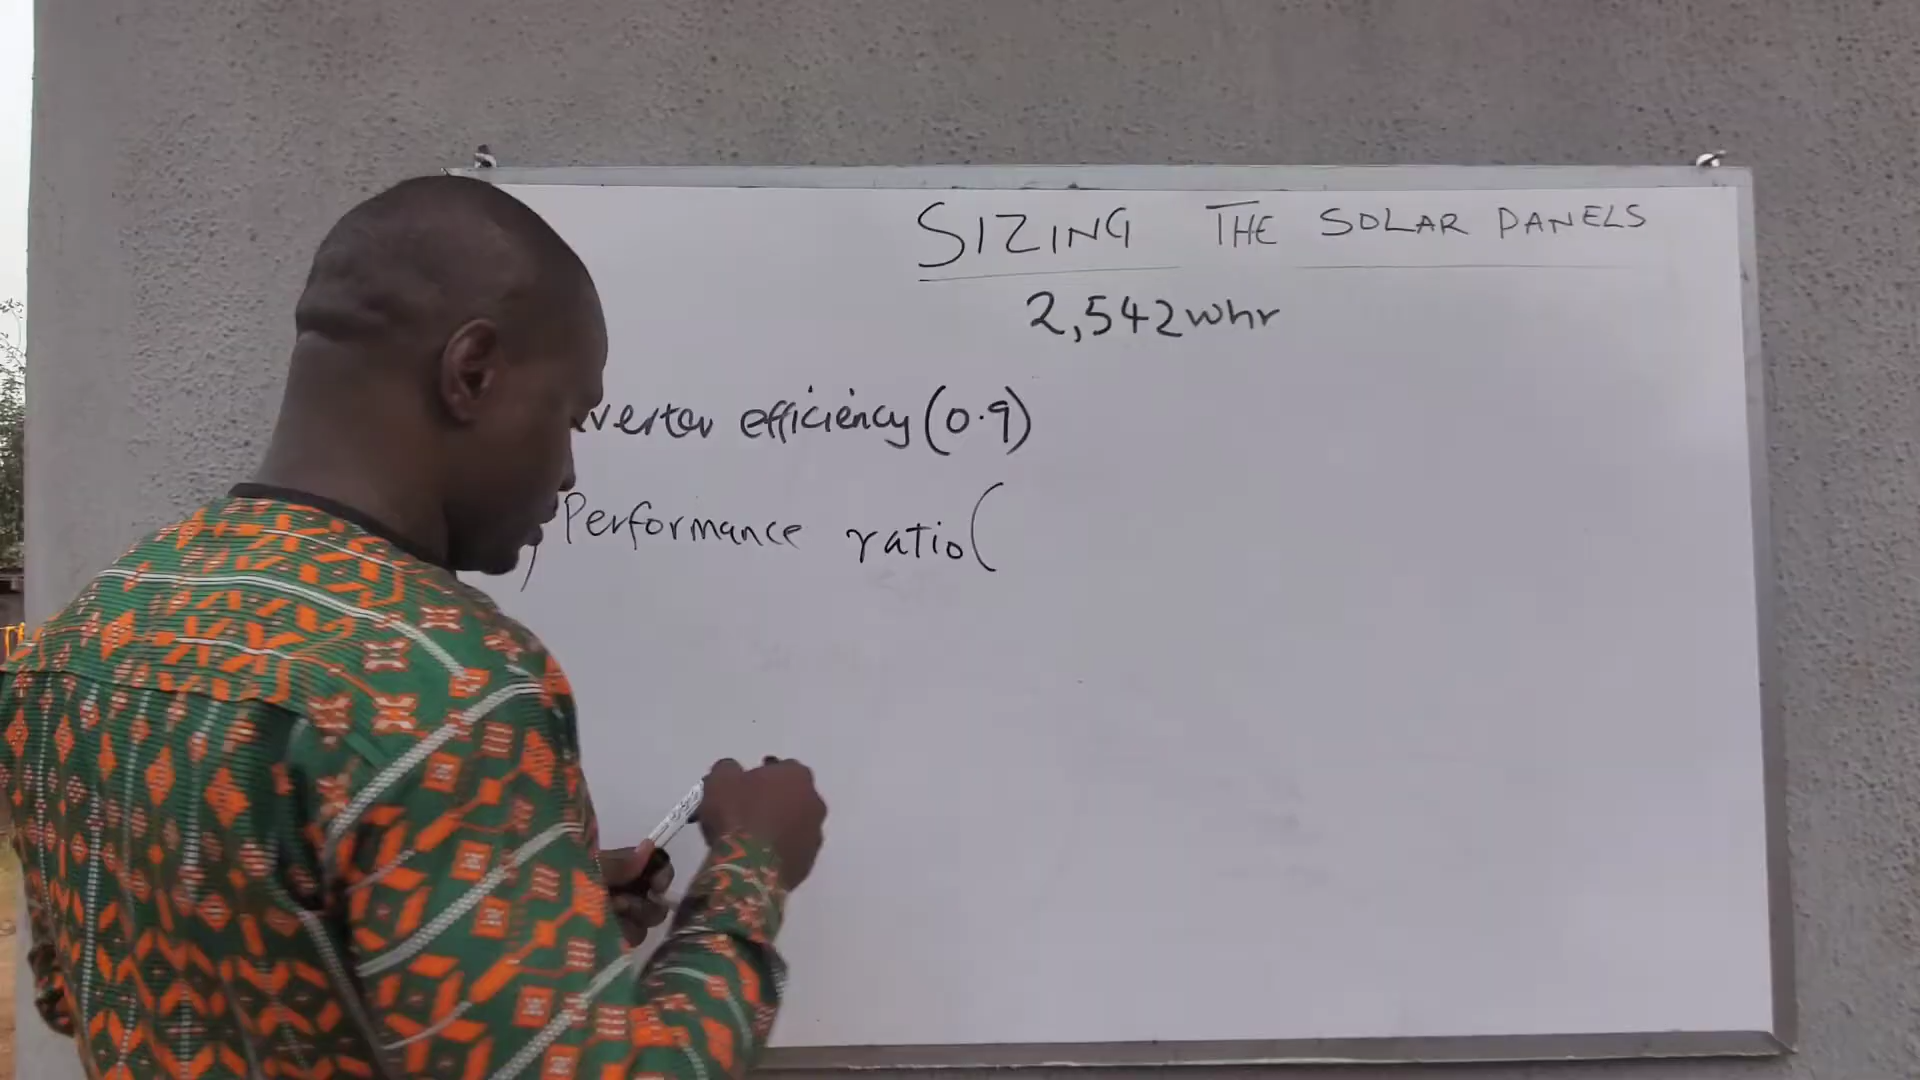 SIZING THE SOLAR PANELS
2,542whr
verter efficiency (0.9)
Performance ratio (